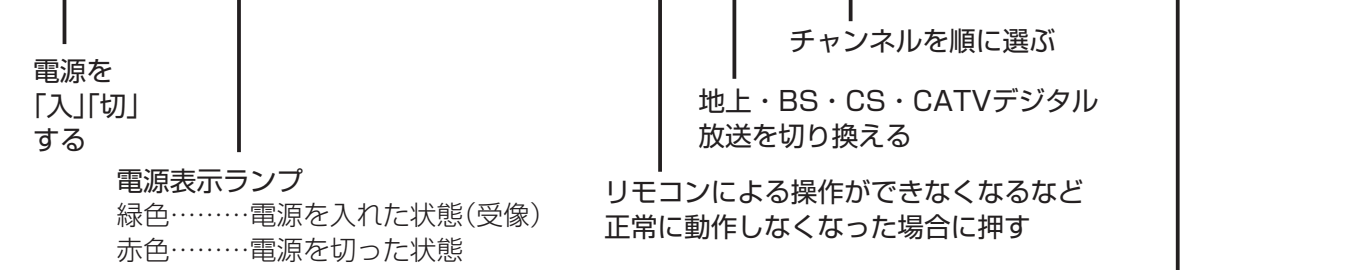 電源を
「入」「切」
する
電源表示ランプ
緑色………電源を入れた状態（受像）
赤色………電源を切った状態
リモコンによる操作ができなくなるなど
正常に動作しなくなった場合に押す
地上・BS・CS・CATVデジタル
放送を切り換える
チャンネルを順に選ぶ